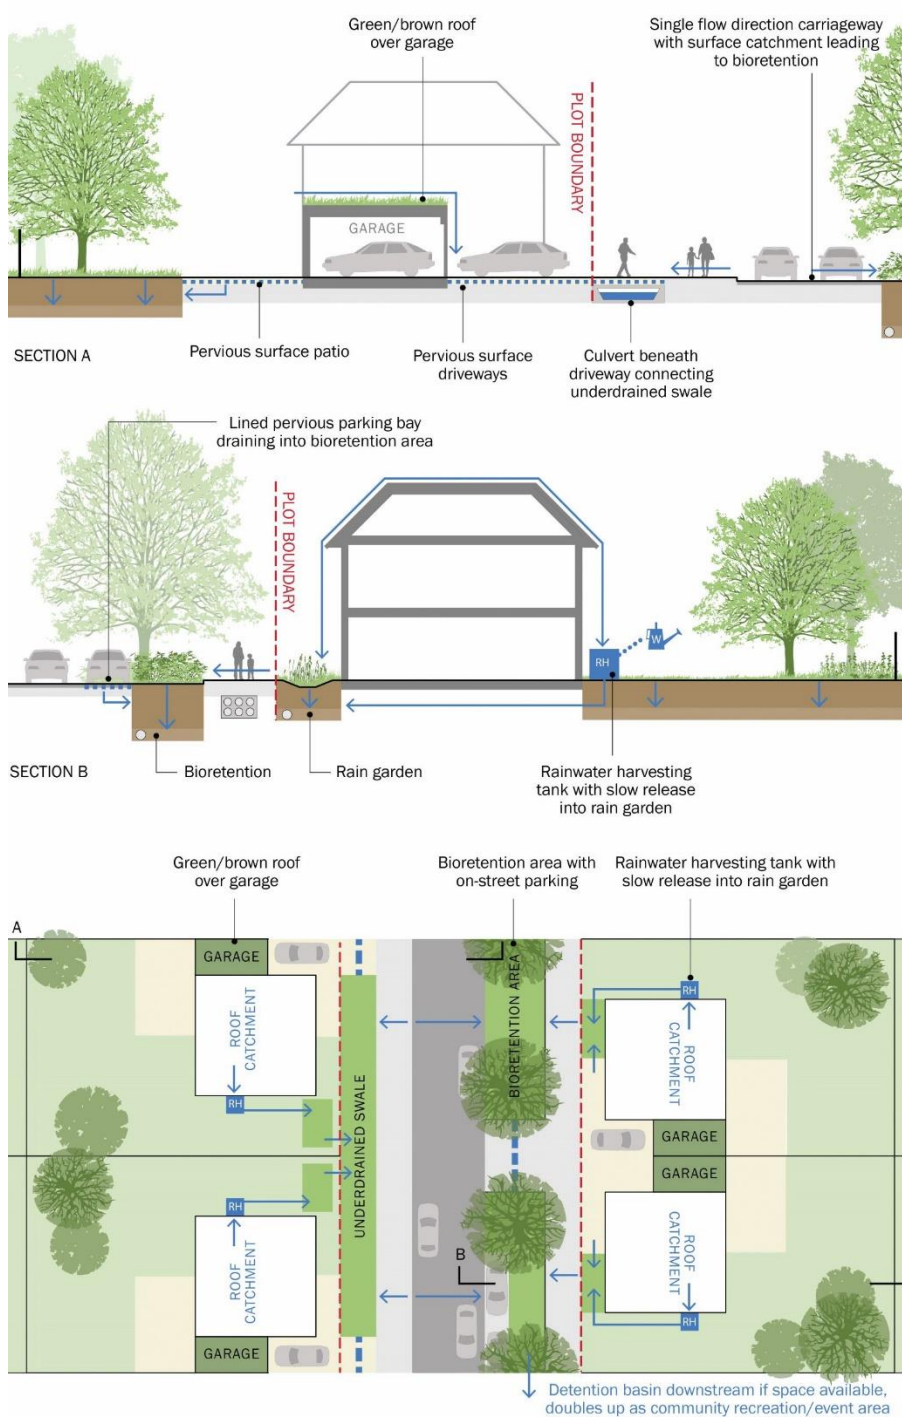 Green/brown roof
over garage
Single flow direction carriageway
with surface catchment leading
to bioretention
PLOT BOUNDARY
GARAGE
SECTION A
Pervious surface patio
Pervious surface
driveways
Culvert beneath
driveway connecting
underdrained swale
Lined pervious parking bay
draining into bioretention area
PLOT BOUNDARY
W
RH
SECTION B
Bioretention
Rain garden
Rainwater harvesting
tank with slow release
into rain garden
Green/brown roof
over garage
Bioretention area with
on-street parking
Rainwater harvesting tank with
slow release into rain garden
A
GARAGE
ROOF
CATCHMENT
RH
UNDERDRAINED SWALE
BIORETENTION AREA
RH
ROOF
CATCHMENT
GARAGE
GARAGE
RH
ROOF
CATCHMENT
GARAGE
B
ROOF
CATCHMENT
RH
Detention basin downstream if space available,
doubles up as community recreation/event area